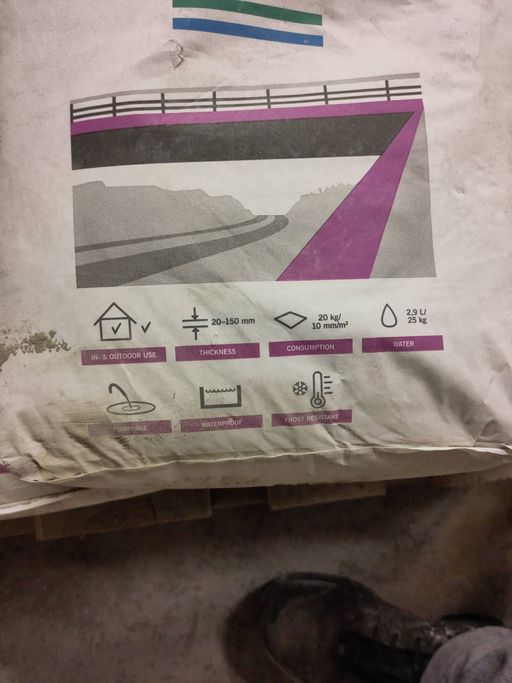 IN- & OUTDOOR USE
20–150 mm
THICKNESS
20 kg/
10 mm/m²
CONSUMPTION
2,9 L/
25 kg
WATER
PUMPABLE
WATERPROOF
FROST RESISTANT